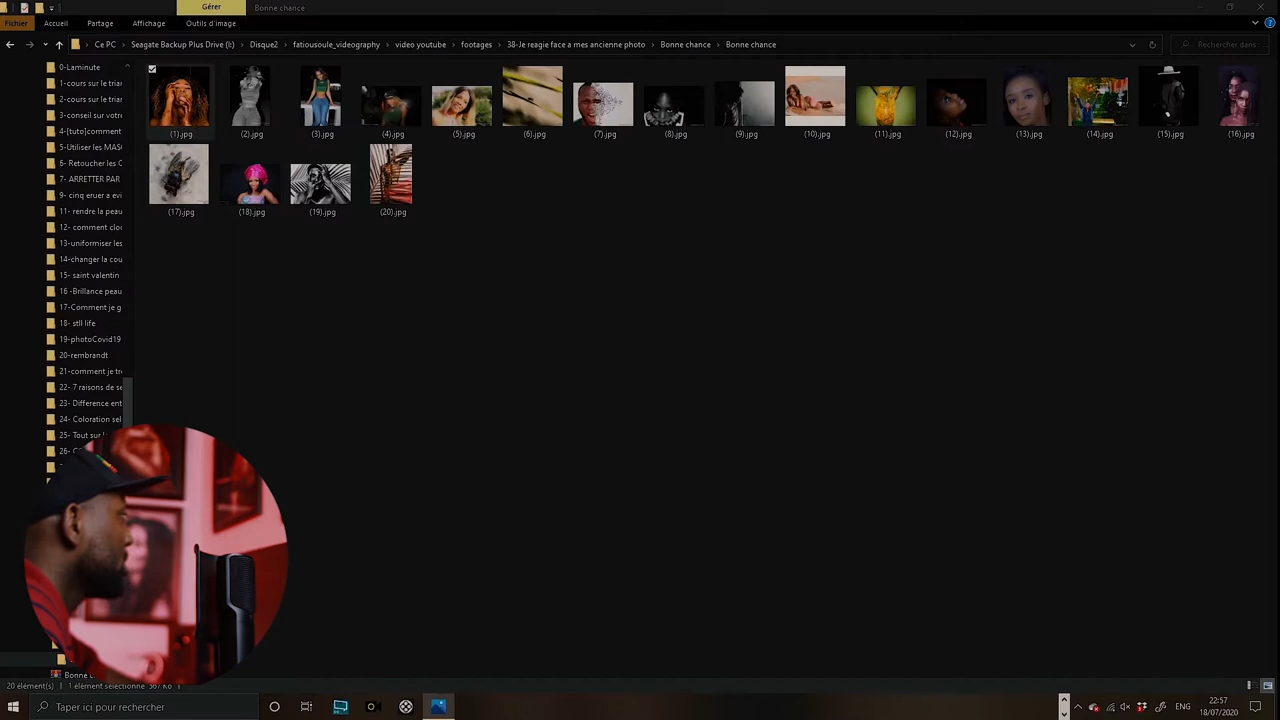 Gérer
Bonne chance
Fichier
Accueil
Partage
Affichage
Outils d'image
Ce PC
Seagate Backup Plus Drive (I:)
Disque2
fatiousoule_videography
video youtube
footages
38-Je reagie face a mes ancienne photo
Bonne chance
Bonne chance
Rechercher dans :
0-Laminute
1-cours sur le triar
2-cours sur le triar
3-conseil sur votre
4-[tuto]comment
5-Utiliser les MASC
6- Retoucher les C
7- ARRETTER PAR
9- cinq eruer a evi
11- rendre la peau
12- comment cloc
13-uniformiser les
14-changer la cou
15- saint valentin
16 -Brillance peau
17-Comment je g
18- stll life
19-photoCovid19
20-rembrandt
21-comment je tr
22- 7 raisons de se
23- Difference ent
24- Coloration sel
25- Tout sur l
26-
(1).jpg
(2).jpg
(3).jpg
(4).jpg
(5).jpg
(6).jpg
(7).jpg
(8).jpg
(9).jpg
(10).jpg
(11).jpg
(12).jpg
(13).jpg
(14).jpg
(15).jpg
(16).jpg
(17).jpg
(18).jpg
(19).jpg
(20).jpg
20 élément(s)
1 élément sélectionné
Taper ici pour rechercher
ENG
22:57
18/07/2020